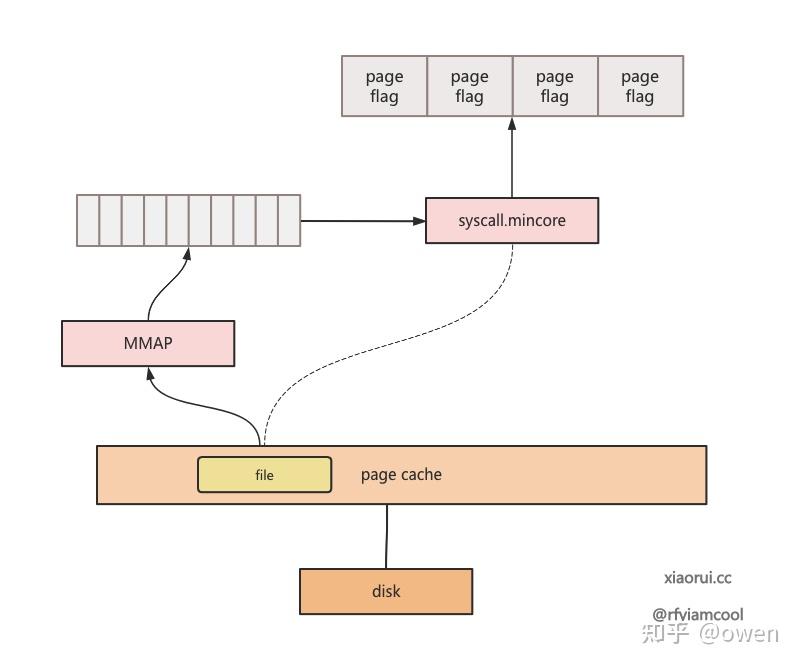 page
flag
page
flag
page
flag
page
flag
syscall.mincore
MMAP
file
page cache
disk
xiaorui.cc
@rfyiamcool
知乎 @owen